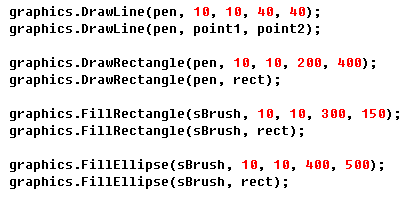 graphics.DrawLine(pen, 10, 10, 40, 40);
graphics.DrawLine(pen, point1, point2);
graphics.DrawRectangle(pen, 10, 10, 200, 400);
graphics.DrawRectangle(pen, rect);
graphics.FillRectangle(sBrush, 10, 10, 300, 150);
graphics.FillRectangle(sBrush, rect);
graphics.FillEllipse(sBrush, 10, 10, 400, 500);
graphics.FillEllipse(sBrush, rect);